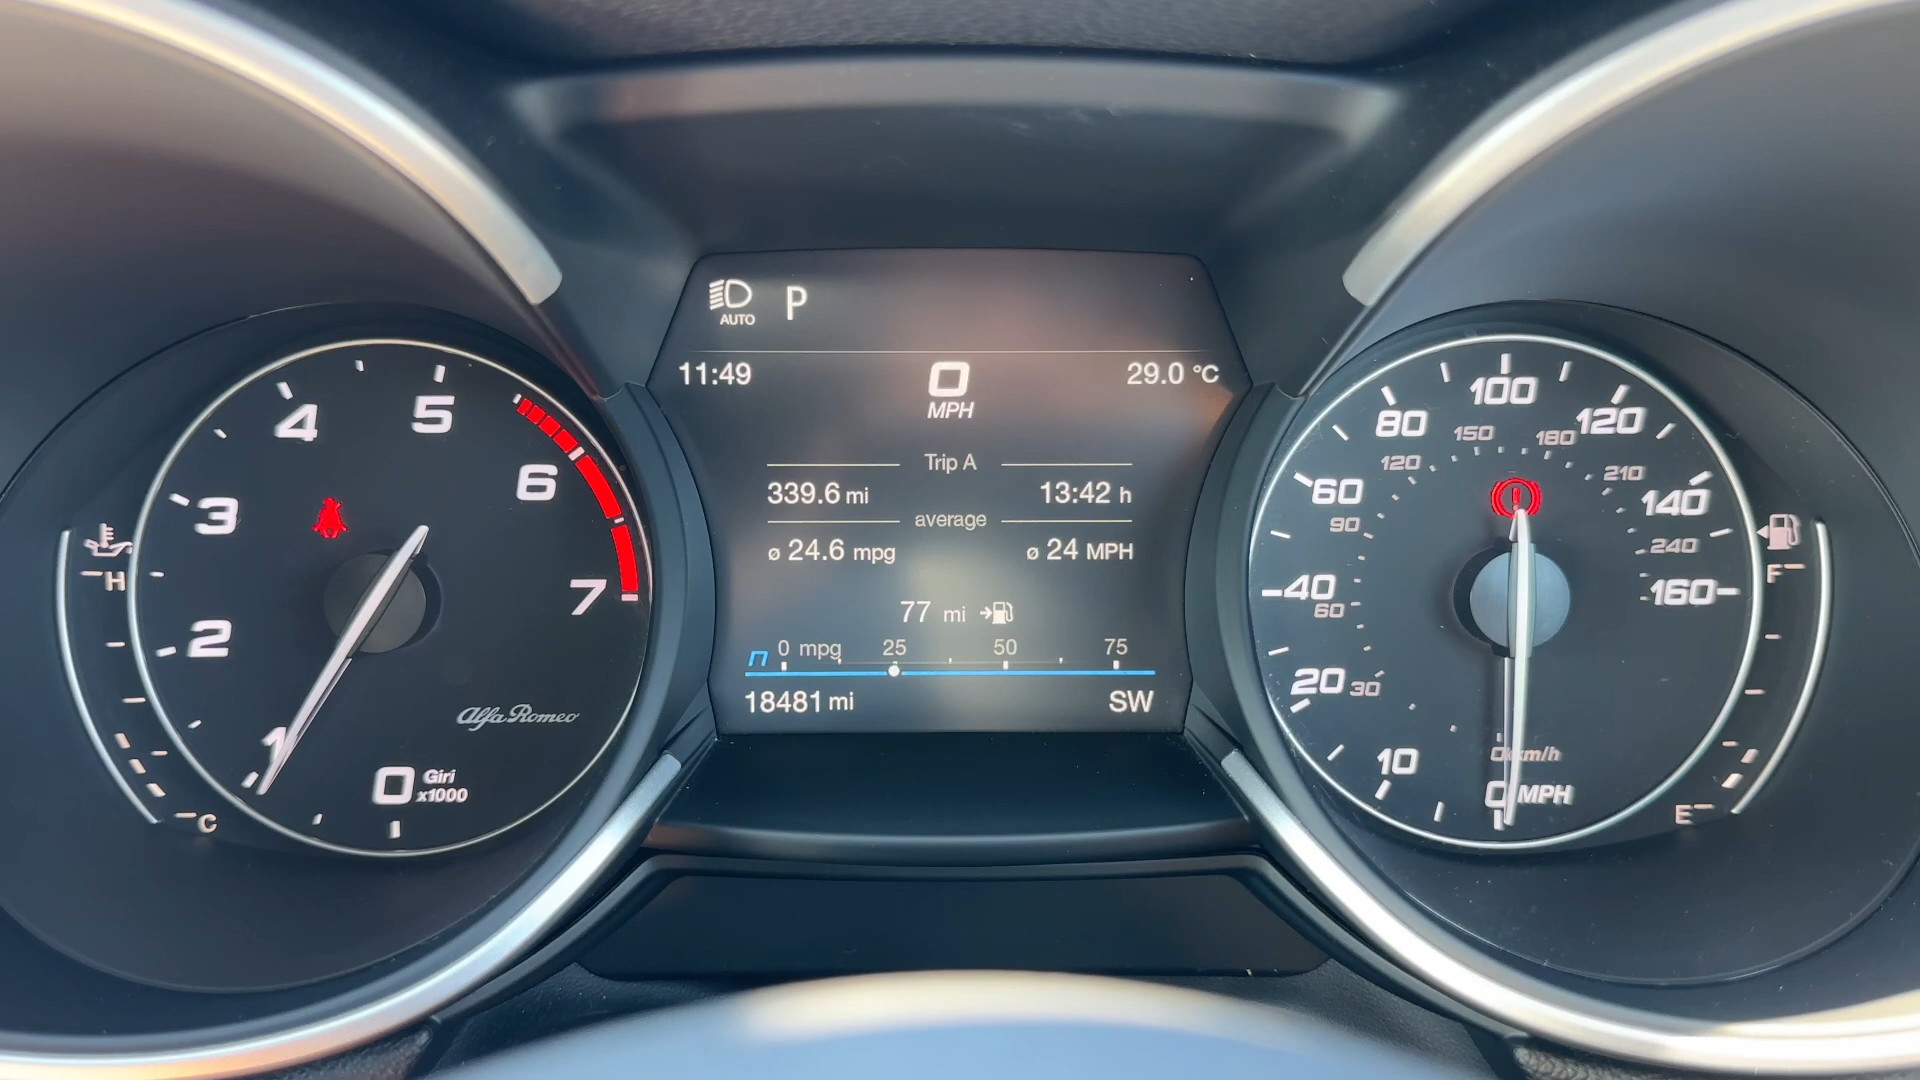 AUTO P
11:49 0 29.0 °C
MPH
Trip A
339.6 mi 13:42 h
average
ø 24.6 mpg ø 24 MPH
77 mi
0 mpg 25 50 75
n
18481 mi SW
1
2
3
4
5
6
7
0 Giri
x1000
Alfa Romeo
H
C
0 MPH
10
20
40
60
80
100
120
140
160
0 km/h
30
60
90
120
150
180
210
240
F
E